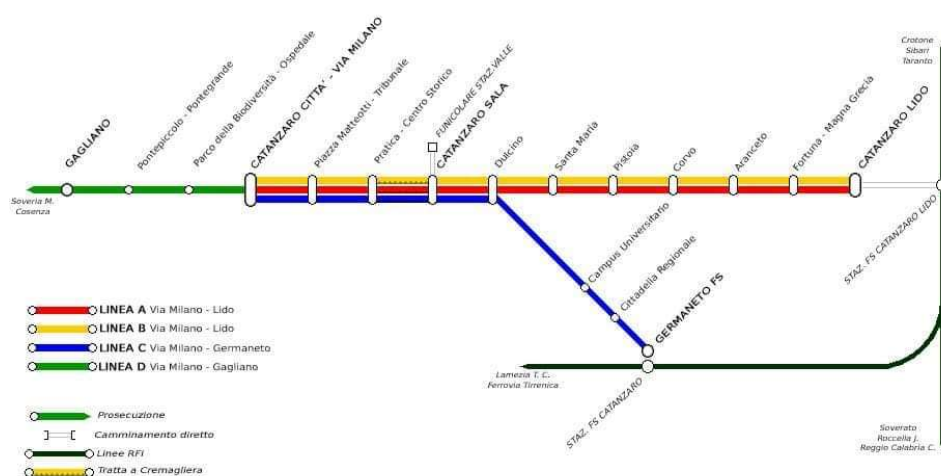 GAGLIANO
Pontepiccolo - Pontegrande
Parco della Biodiversità - Ospedale
CATANZARO CITTA' - VIA MILANO
Piazza Matteotti - Tribunale
Pratica - Centro Storico
FUNICOLARE STAZ.VALLE
CATANZARO SALA
Dulcino
Santa Maria
Pistoia
Corvo
Aranceto
Fortuna - Magna Grecia
CATANZARO LIDO
Crotone
Sibari
Taranto
Soveria M.
Cosenza
STAZ. FS CATANZARO LIDO
Campus Universitario
Cittadella Regionale
GERMANETO FS
Lamezia T. C.
Ferrovia Tirrenica
STAZ. FS CATANZARO
Soverato
Roccella J.
Reggio Calabria C.
LINEA A Via Milano - Lido
LINEA B Via Milano - Lido
LINEA C Via Milano - Germaneto
LINEA D Via Milano - Gagliano
Prosecuzione
Camminamento diretto
Linee RFI
Tratta a Cremagliera